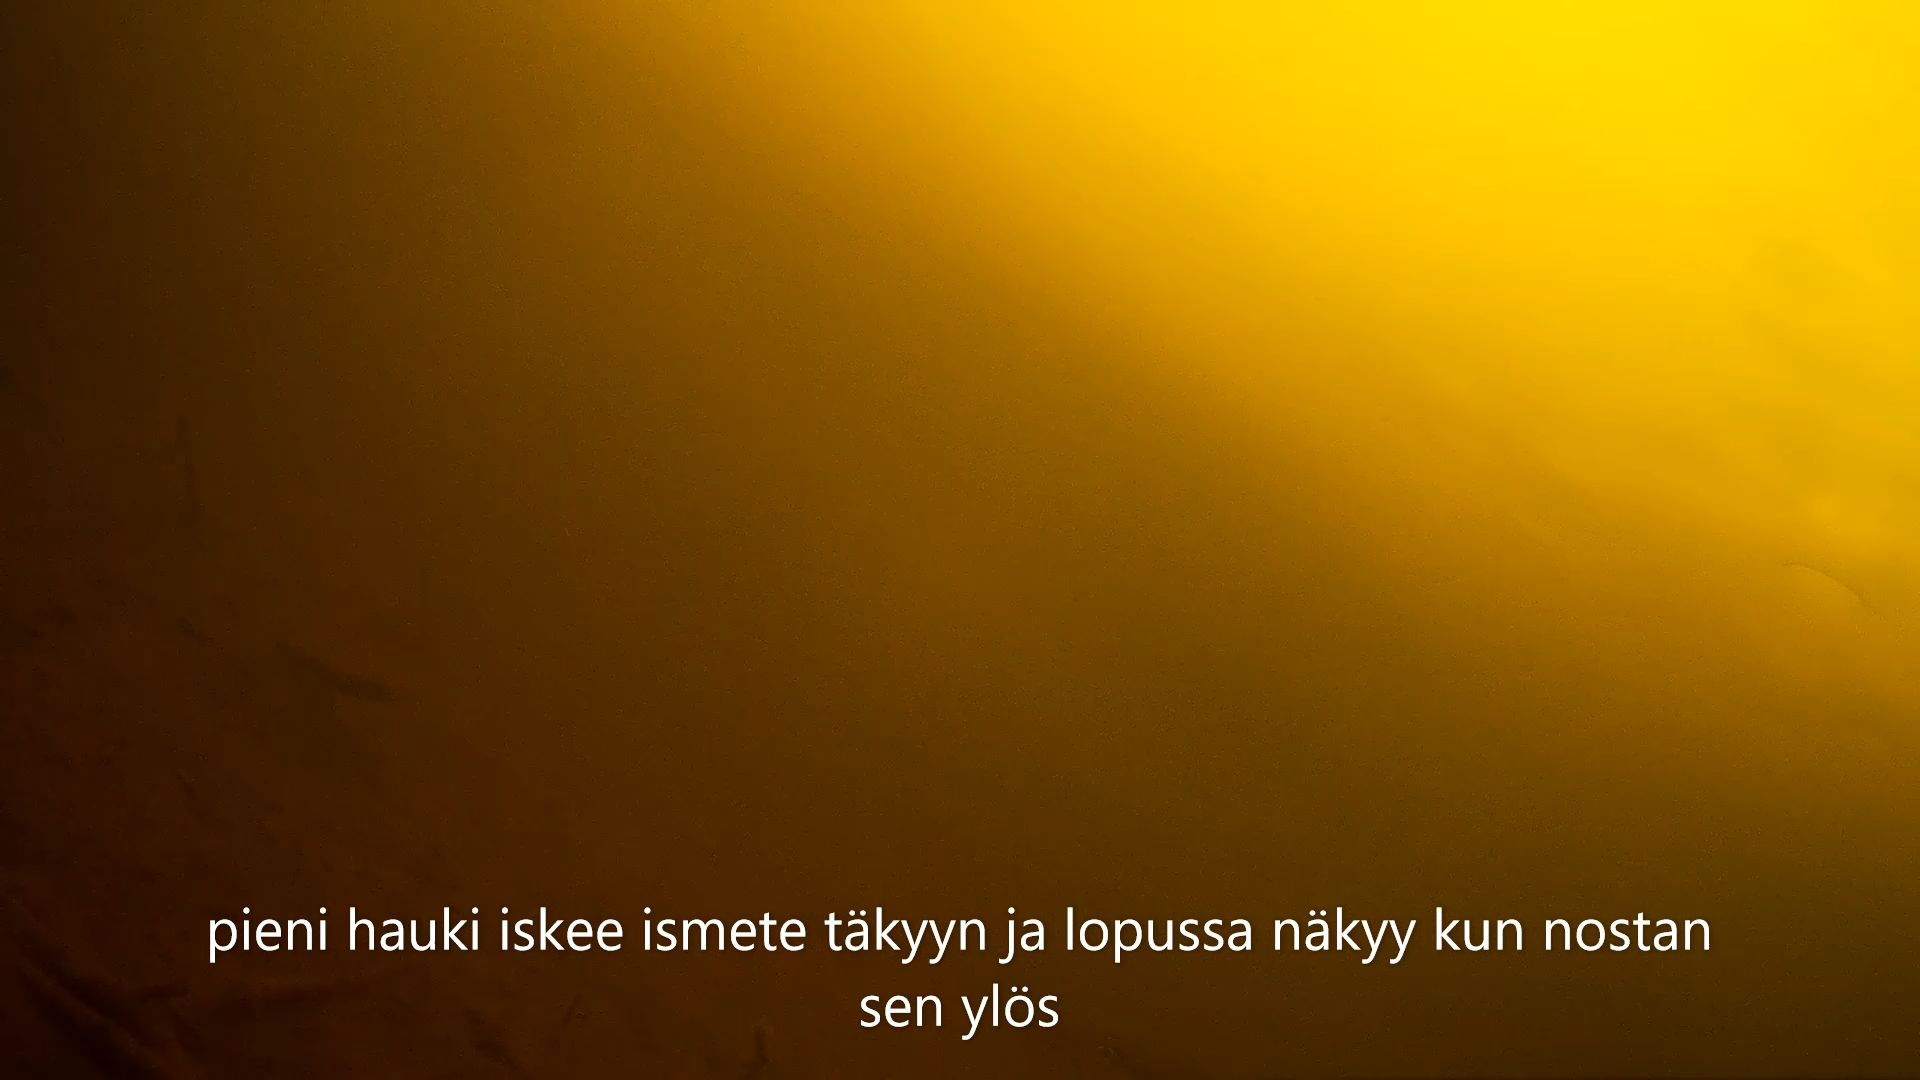 pieni hauki iskee ismete täkyyn ja lopussa näkyy kun nostan
sen ylös